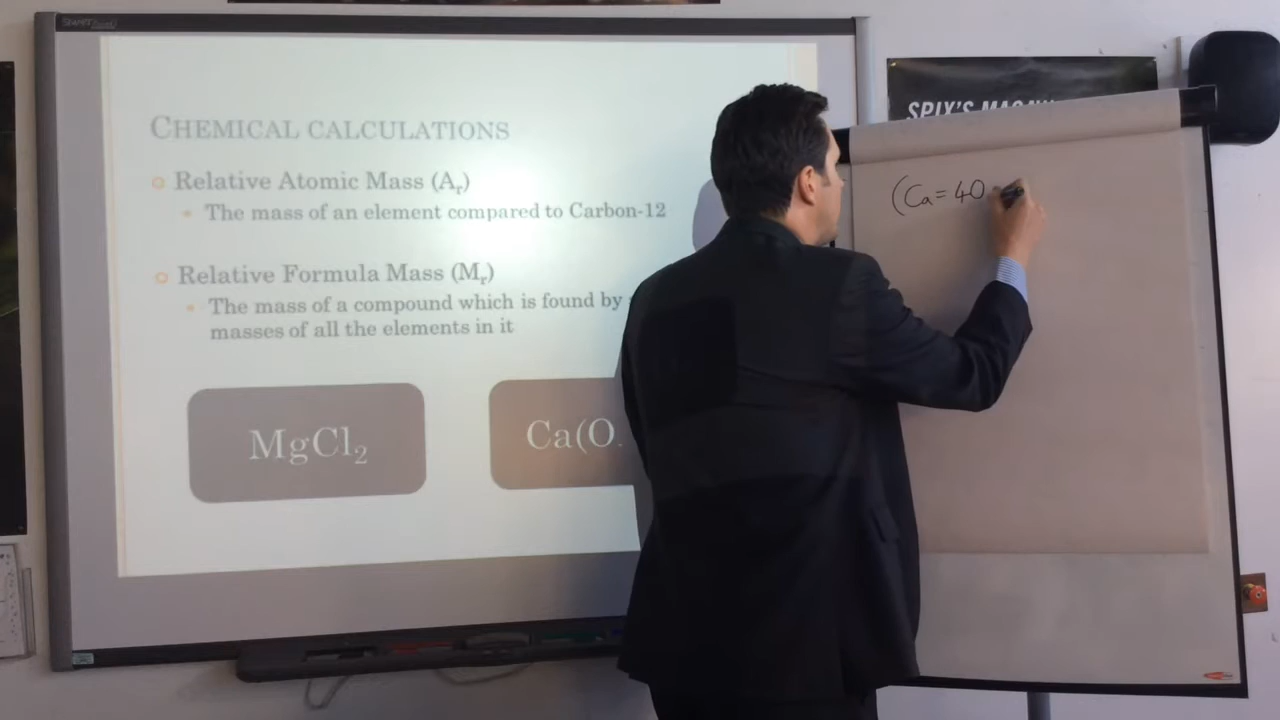 CHEMICAL CALCULATIONS
Relative Atomic Mass (Ar)
The mass of an element compared to Carbon-12
Relative Formula Mass (Mr)
The mass of a compound which is found by
masses of all the elements in it
MgCl2
Ca(O
SPIX'S
(Ca=40